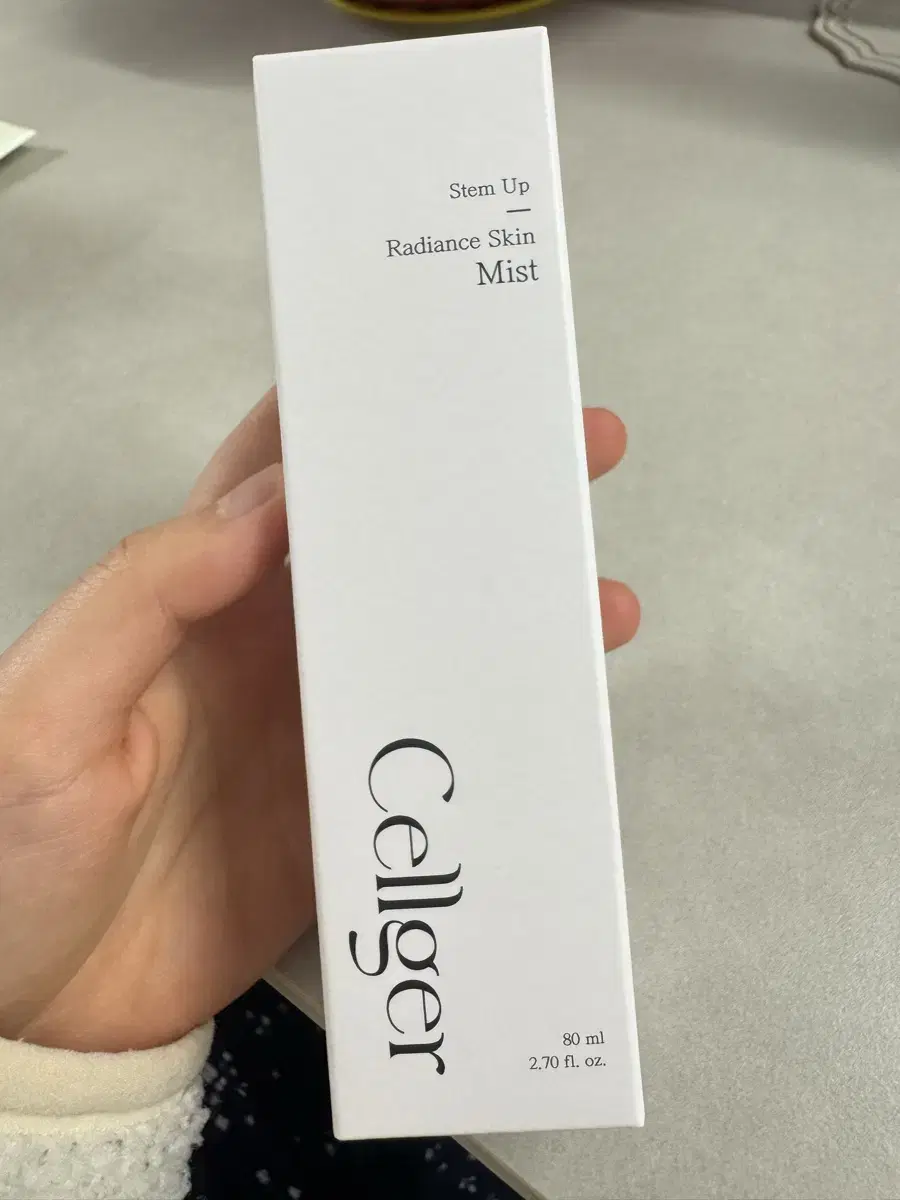 Stem Up
Radiance Skin
Mist
Cellger
80 ml
2.70 fl. oz.